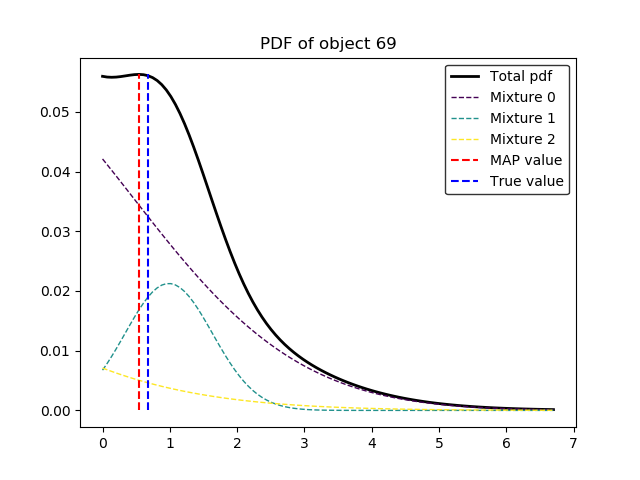 PDF of object 69
Total pdf
Mixture 0
Mixture 1
Mixture 2
MAP value
True value
0.05
0.04
0.03
0.02
0.01
0.00
0 1 2 3 4 5 6 7